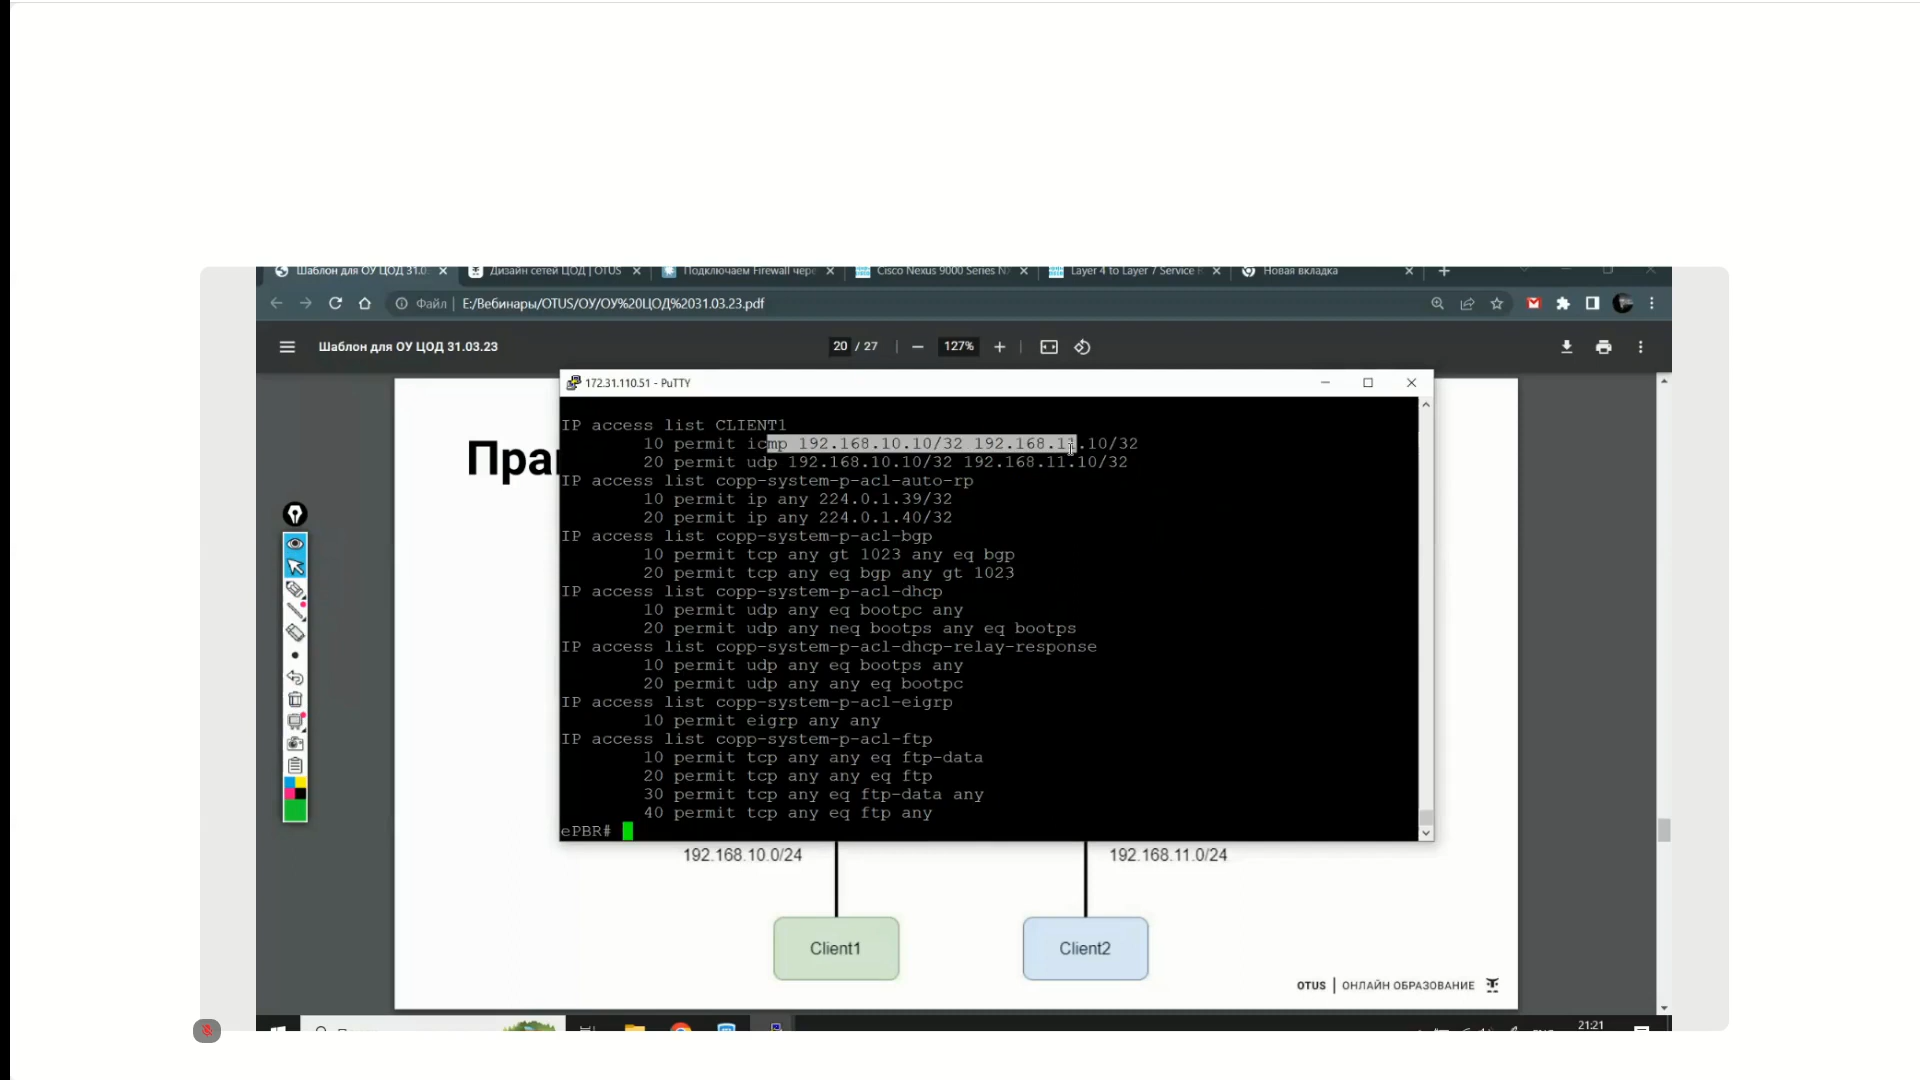 Шаблон для ОУ ЦОД 31.0
Дизайн сетей ЦОД | OTUS
Подключаем Firewall чере
Cisco Nexus 9000 Series N
Layer 4 to Layer 7 Service
Новая вкладка
Файл | E:/Вебинары/OTUS/ОУ/ОУ%20ЦОД%2031.03.23.pdf
Шаблон для ОУ ЦОД 31.03.23
20 / 27
127%
172.31.110.51 - PuTTY
Пра
IP access list CLIENT1
10 permit icmp 192.168.10.10/32 192.168.11.10/32
20 permit udp 192.168.10.10/32 192.168.11.10/32
IP access list copp-system-p-acl-auto-rp
10 permit ip any 224.0.1.39/32
20 permit ip any 224.0.1.40/32
IP access list copp-system-p-acl-bgp
10 permit tcp any gt 1023 any eq bgp
20 permit tcp any eq bgp any gt 1023
IP access list copp-system-p-acl-dhcp
10 permit udp any eq bootpc any
20 permit udp any neq bootps any eq bootps
IP access list copp-system-p-acl-dhcp-relay-response
10 permit udp any eq bootps any
20 permit udp any any eq bootpc
IP access list copp-system-p-acl-eigrp
10 permit eigrp any any
IP access list copp-system-p-acl-ftp
10 permit tcp any any eq ftp-data
20 permit tcp any any eq ftp
30 permit tcp any eq ftp-data any
40 permit tcp any eq ftp any
ePBR#
192.168.10.0/24
192.168.11.0/24
Client1
Client2
OTUS | ОНЛАЙН ОБРАЗОВАНИЕ
21:21